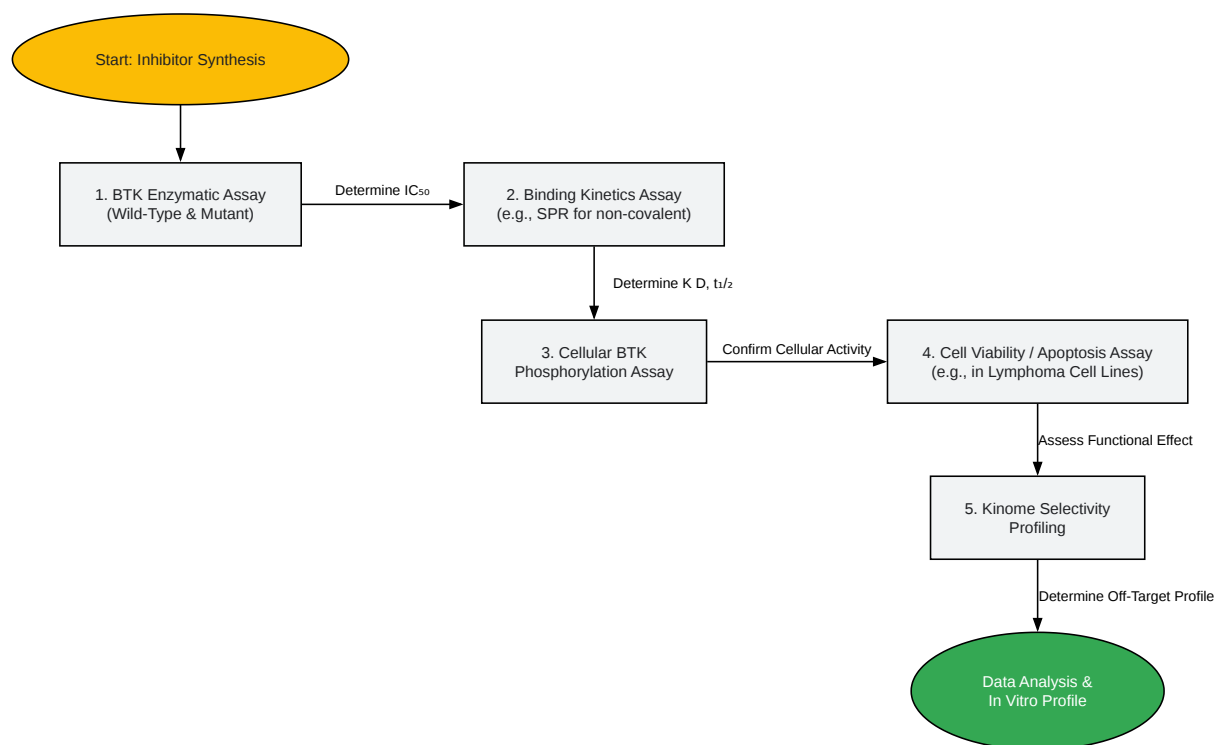 Start: Inhibitor Synthesis
1. BTK Enzymatic Assay
(Wild-Type & Mutant)
Determine IC₅₀
2. Binding Kinetics Assay
(e.g., SPR for non-covalent)
Determine K D, t₁/₂
3. Cellular BTK
Phosphorylation Assay
Confirm Cellular Activity
4. Cell Viability / Apoptosis Assay
(e.g., in Lymphoma Cell Lines)
Assess Functional Effect
5. Kinome Selectivity
Profiling
Determine Off-Target Profile
Data Analysis &
In Vitro Profile